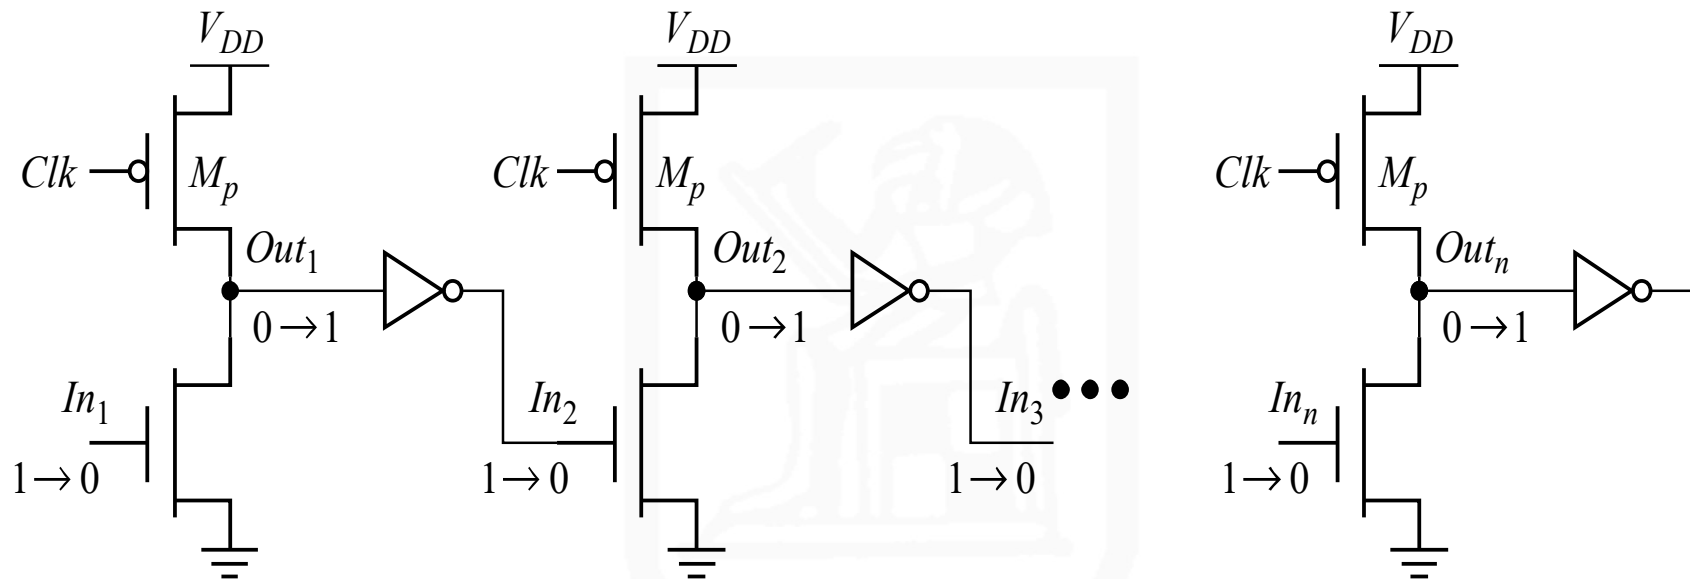 V_DD V_DD V_DD
Clk M_p Clk M_p Clk M_p
Out_1 Out_2 Out_n
0→1 0→1 0→1
In_1 In_2 In_3 ••• In_n
1→0 1→0 1→0 1→0